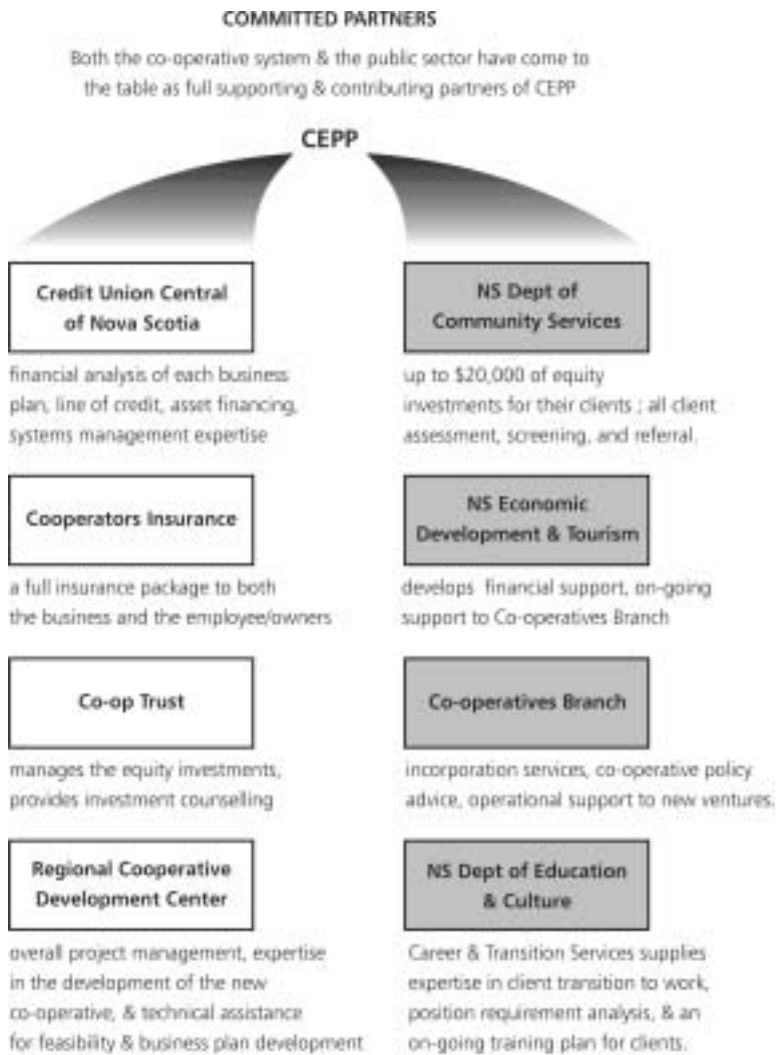 COMMITTED PARTNERS
Both the co-operative system & the public sector have come to
the table as full supporting & contributing partners of CEPP
CEPP
Credit Union Central
of Nova Scotia
financial analysis of each business
plan, line of credit, asset financing,
systems management expertise
Cooperators Insurance
a full insurance package to both
the business and the employee/owners
Co-op Trust
manages the equity investments,
provides investment counselling
Regional Cooperative
Development Center
overall project management, expertise
in the development of the new
co-operative, & technical assistance
for feasibility & business plan development
NS Dept of
Community Services
up to $20,000 of equity
investments for their clients ; all client
assessment, screening, and referral.
NS Economic
Development & Tourism
develops financial support, on-going
support to Co-operatives Branch
Co-operatives Branch
incorporation services, co-operative policy
advice, operational support to new ventures.
NS Dept of Education
& Culture
Career & Transition Services supplies
expertise in client transition to work,
position requirement analysis, & an
on-going training plan for clients.